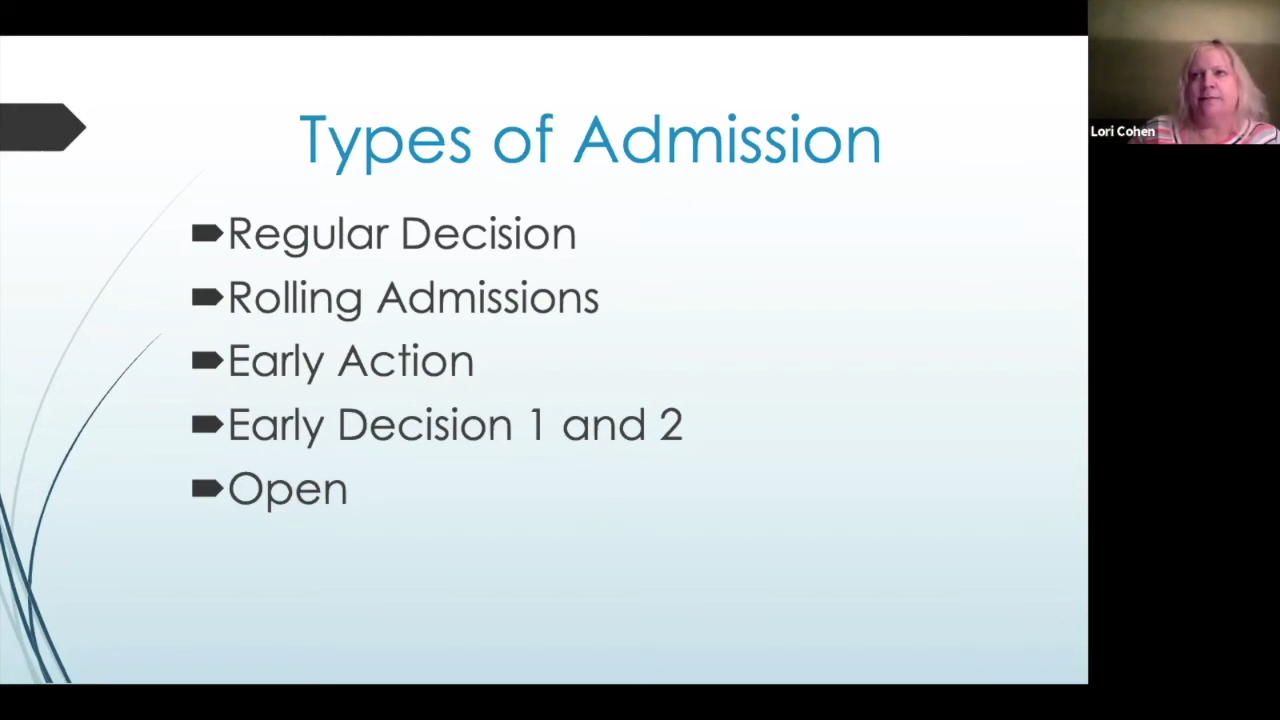 Types of Admission
Regular Decision
Rolling Admissions
Early Action
Early Decision 1 and 2
Open
Lori Cohen